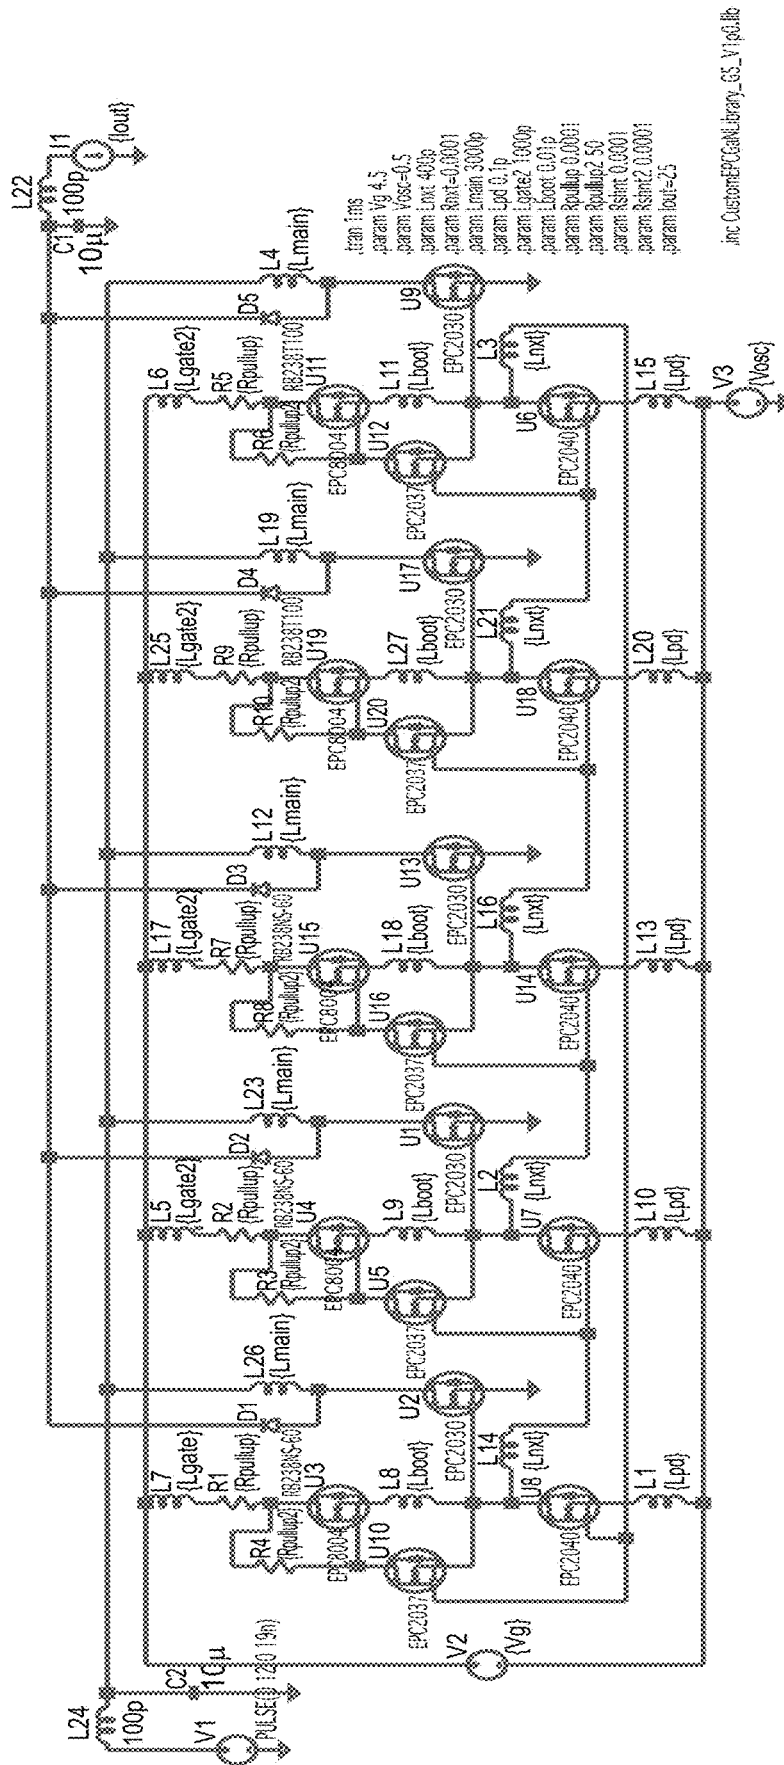 L24
100p
V1
PULSE(0 12 0 19n)
C2
10µ
V2
{Vg}
L7
{Lgate}
R1
{Rpullup}
R4
{Rpullup2}
RB238NS-60
U3
EPC8004
U10
EPC2037
L8
{Lboot}
D1
L26
{Lmain}
U2
EPC2030
L14
{Lnxt}
U8
EPC2040
L1
{Lpd}
L5
{Lgate2}
R2
{Rpullup}
R3
{Rpullup2}
RB238NS-60
U4
U5
EPC2037
L9
{Lboot}
D2
L23
{Lmain}
U1
EPC2030
L2
{Lnxt}
U7
EPC2040
L10
{Lpd}
L17
{Lgate2}
R7
{Rpullup}
R8
{Rpullup2}
RB238NS-60
U15
U16
EPC2037
L18
{Lboot}
D3
L12
{Lmain}
U13
EPC2030
L16
{Lnxt}
U14
EPC2040
L13
{Lpd}
L25
{Lgate2}
R9
{Rpullup}
R10
{Rpullup2}
RB238T100
U19
EPC8004
U20
EPC2037
L27
{Lboot}
D4
L19
{Lmain}
U17
EPC2030
L21
{Lnxt}
U18
EPC2040
L20
{Lpd}
L6
{Lgate2}
R5
{Rpullup}
R6
{Rpullup2}
RB238T100
U11
EPC8004
U12
EPC2037
L11
{Lboot}
D5
L4
{Lmain}
U9
EPC2030
L3
{Lnxt}
U6
EPC2040
L15
{Lpd}
V3
{Vosc}
L22
100p
C1
10µ
I1
{Iout}
.tran 1ms
.param Vg 4.5
.param Vosc=0.5
.param Lnxt 400p
.param Rnxt=0.0001
.param Lmain 3000p
.param Lpd 0.1p
.param Lgate2 1000p
.param Lboot 0.01p
.param Rpullup 0.0001
.param Rpullup2 50
.param Rshnt 0.0001
.param Rshnt2 0.0001
.param Iout=25
.inc CustomEPCGaNLibrary_G5_V1p0.lib